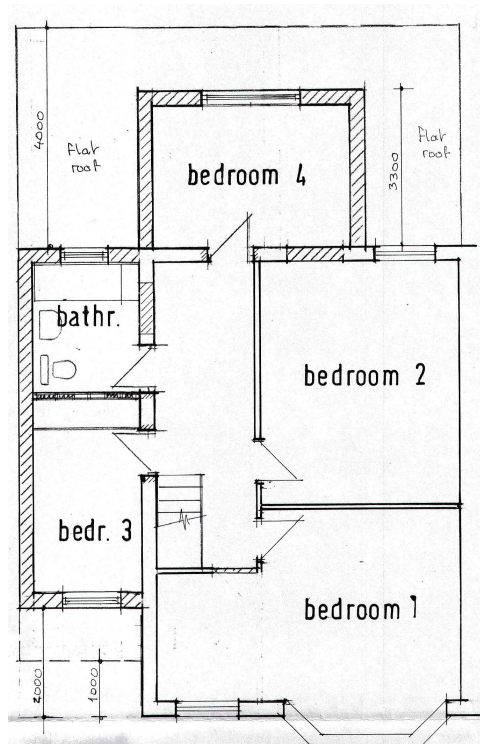 4000
flat
roof
bedroom 4
3300
flat
roof
bathr.
bedroom 2
bedr. 3
bedroom 1
2000
1000